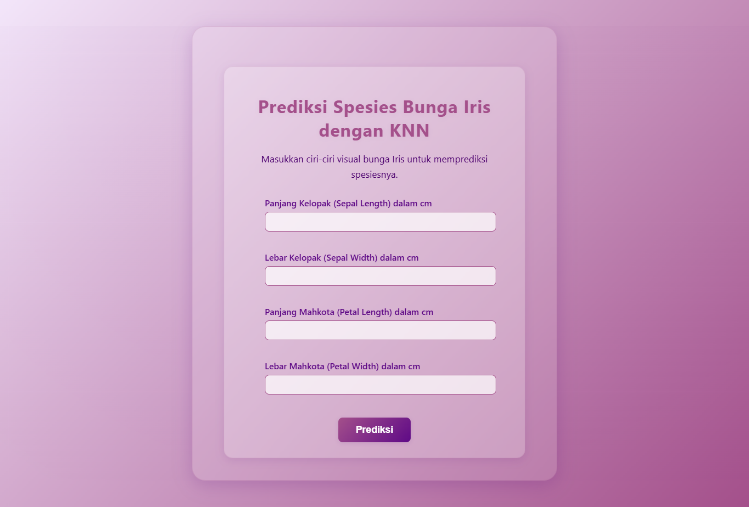 Prediksi Spesies Bunga Iris
dengan KNN
Masukkan ciri-ciri visual bunga Iris untuk memprediksi
spesiesnya.
Panjang Kelopak (Sepal Length) dalam cm
Lebar Kelopak (Sepal Width) dalam cm
Panjang Mahkota (Petal Length) dalam cm
Lebar Mahkota (Petal Width) dalam cm
Prediksi